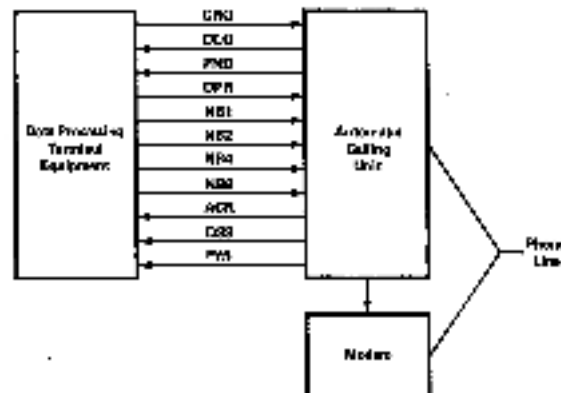 CRQ
DLO
PND
DPR
NB1
NB2
NB4
NB8
ACR
DSS
PWI
Data Processing
Terminal
Equipment
Automatic
Calling
Unit
Phone
Line
Modem